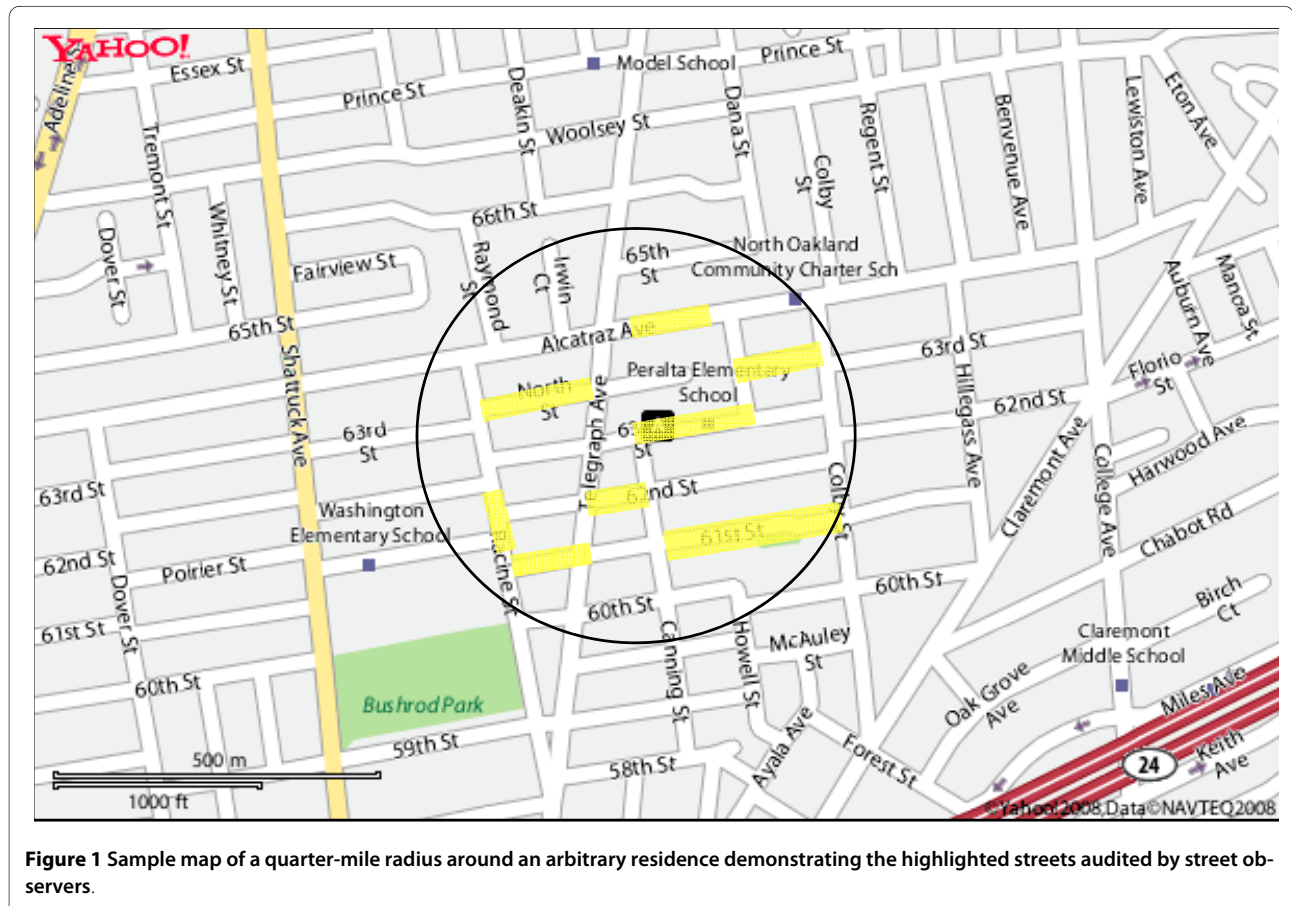 YAHOO!
Adeline S
Essex St
Prince St
Model School
Prince St
Tremont St
Deakin St
Woolsey St
Dana St
Colby St
Regent St
Benvenue Ave
Lewiston Ave
Eton Ave
Dover St
Whitney St
66th St
Fairview St
Raymond St
Irwin Ct
65th St
North Oakland
Community Charter Sch
Auburn Ave
Manoa St
65th St
Shattuck Ave
Alcatraz Ave
Peralta Elementary
School
63rd St
Hillegass Ave
Florio St
North St
Telegraph Ave
62nd St
63rd St
63
St
Claremont Ave
College Ave
Harwood Ave
63rd St
62nd St
Colby St
Washington
Elementary School
61st St
Chabot Rd
62nd St
Poirier St
Racine St
60th St
60th St
Birch Ct
Dover St
61st St
Canning St
Howell St
McAuley St
Claremont
Middle School
60th St
Bushrod Park
Oak Grove Ave
Miles Ave
59th St
Ayala Ave
Forest St
24
Keith Ave
500 m
58th St
1000 ft
©Yahoo!2008,Data©NAVTEQ2008
Figure 1 Sample map of a quarter-mile radius around an arbitrary residence demonstrating the highlighted streets audited by street ob-
servers.